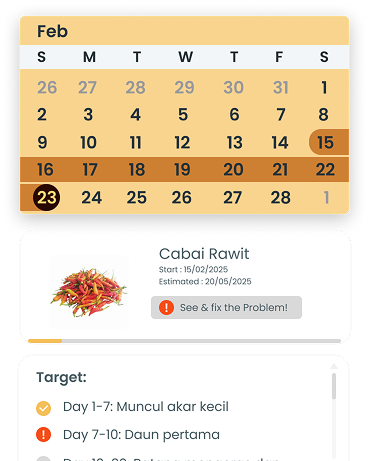 Feb
S M T W T F S
26 27 28 29 30 31 1
2 3 4 5 6 7 8
9 10 11 12 13 14 15
16 17 18 19 20 21 22
23 24 25 26 27 28 1
Cabai Rawit
Start : 15/02/2025
Estimated : 20/05/2025
! See & fix the Problem!
Target:
Day 1-7: Muncul akar kecil
! Day 7-10: Daun pertama